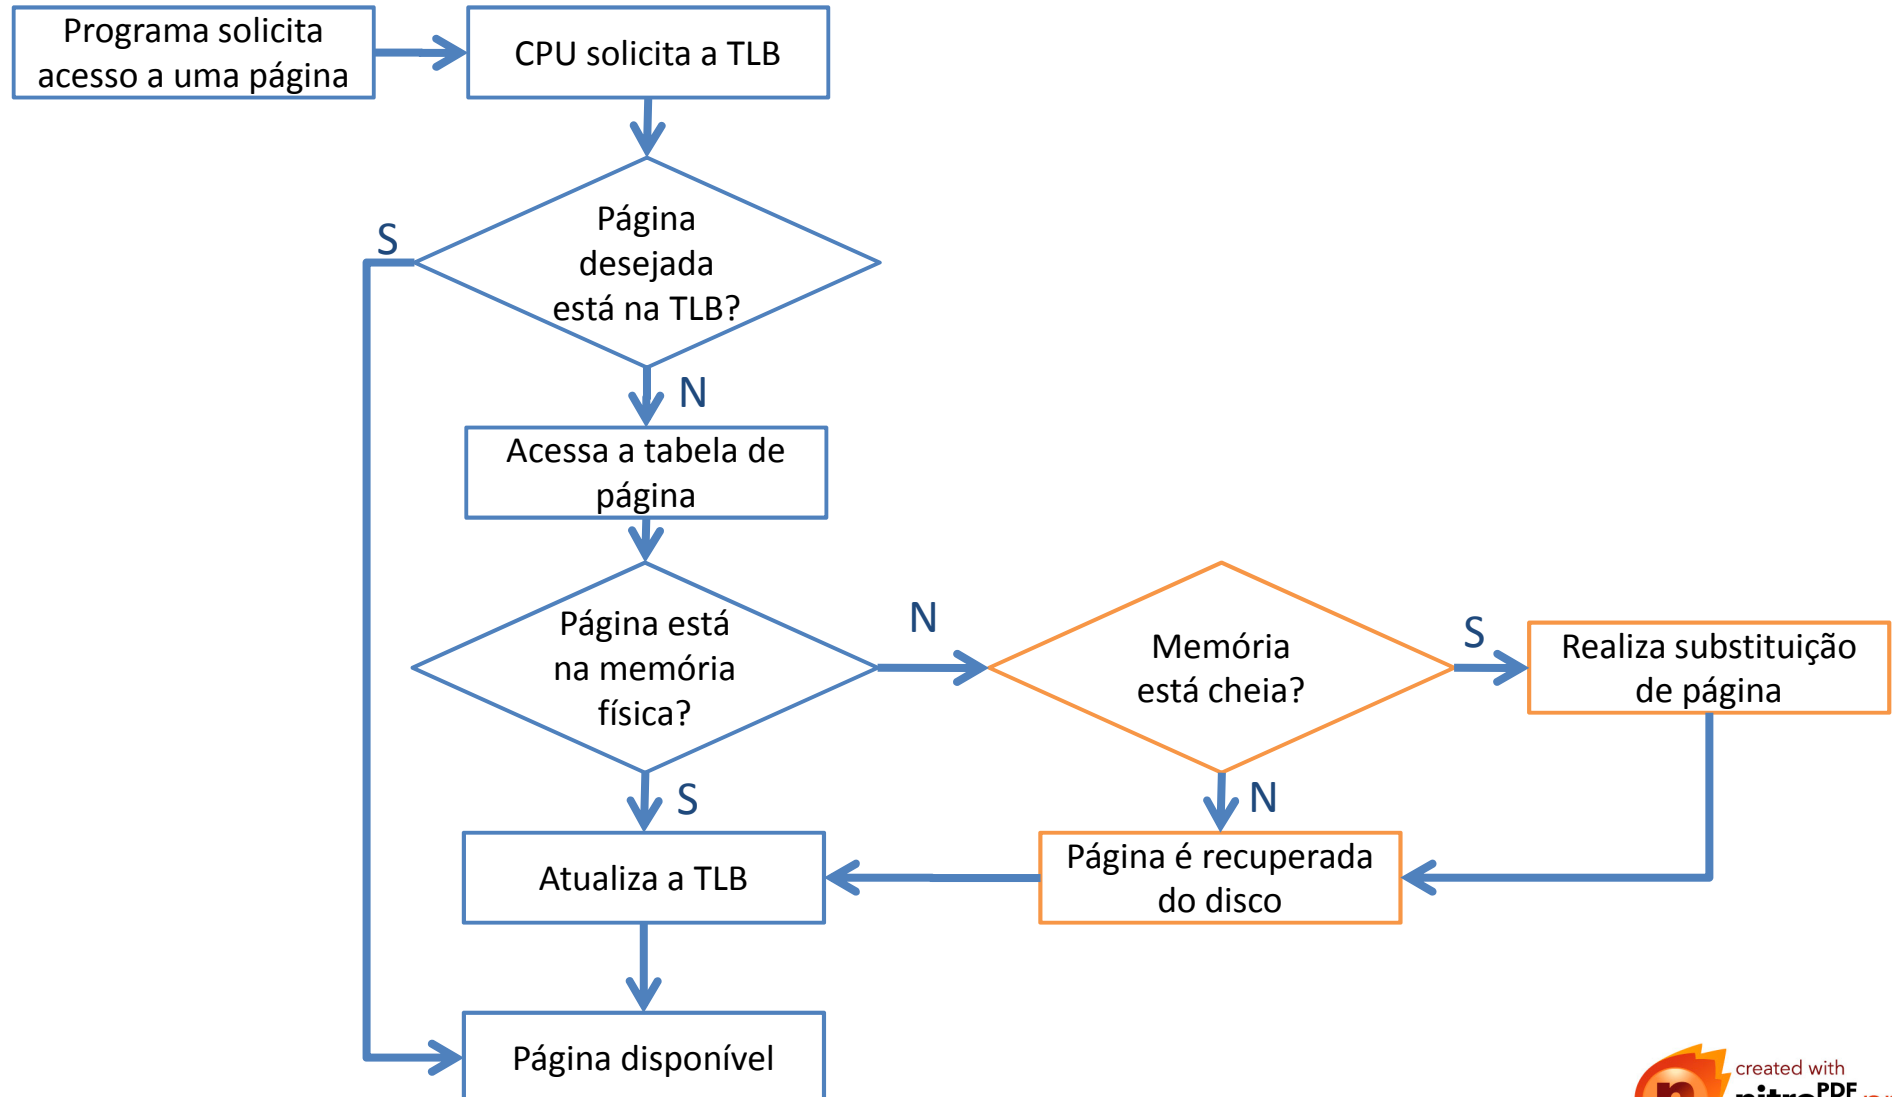 Programa solicita
acesso a uma página
CPU solicita a TLB
Página
desejada
está na TLB?
S
N
Acessa a tabela de
página
Página está
na memória
física?
N
Memória
está cheia?
S
Realiza substituição
de página
S
N
Atualiza a TLB
Página é recuperada
do disco
Página disponível
created with
nitroPDF